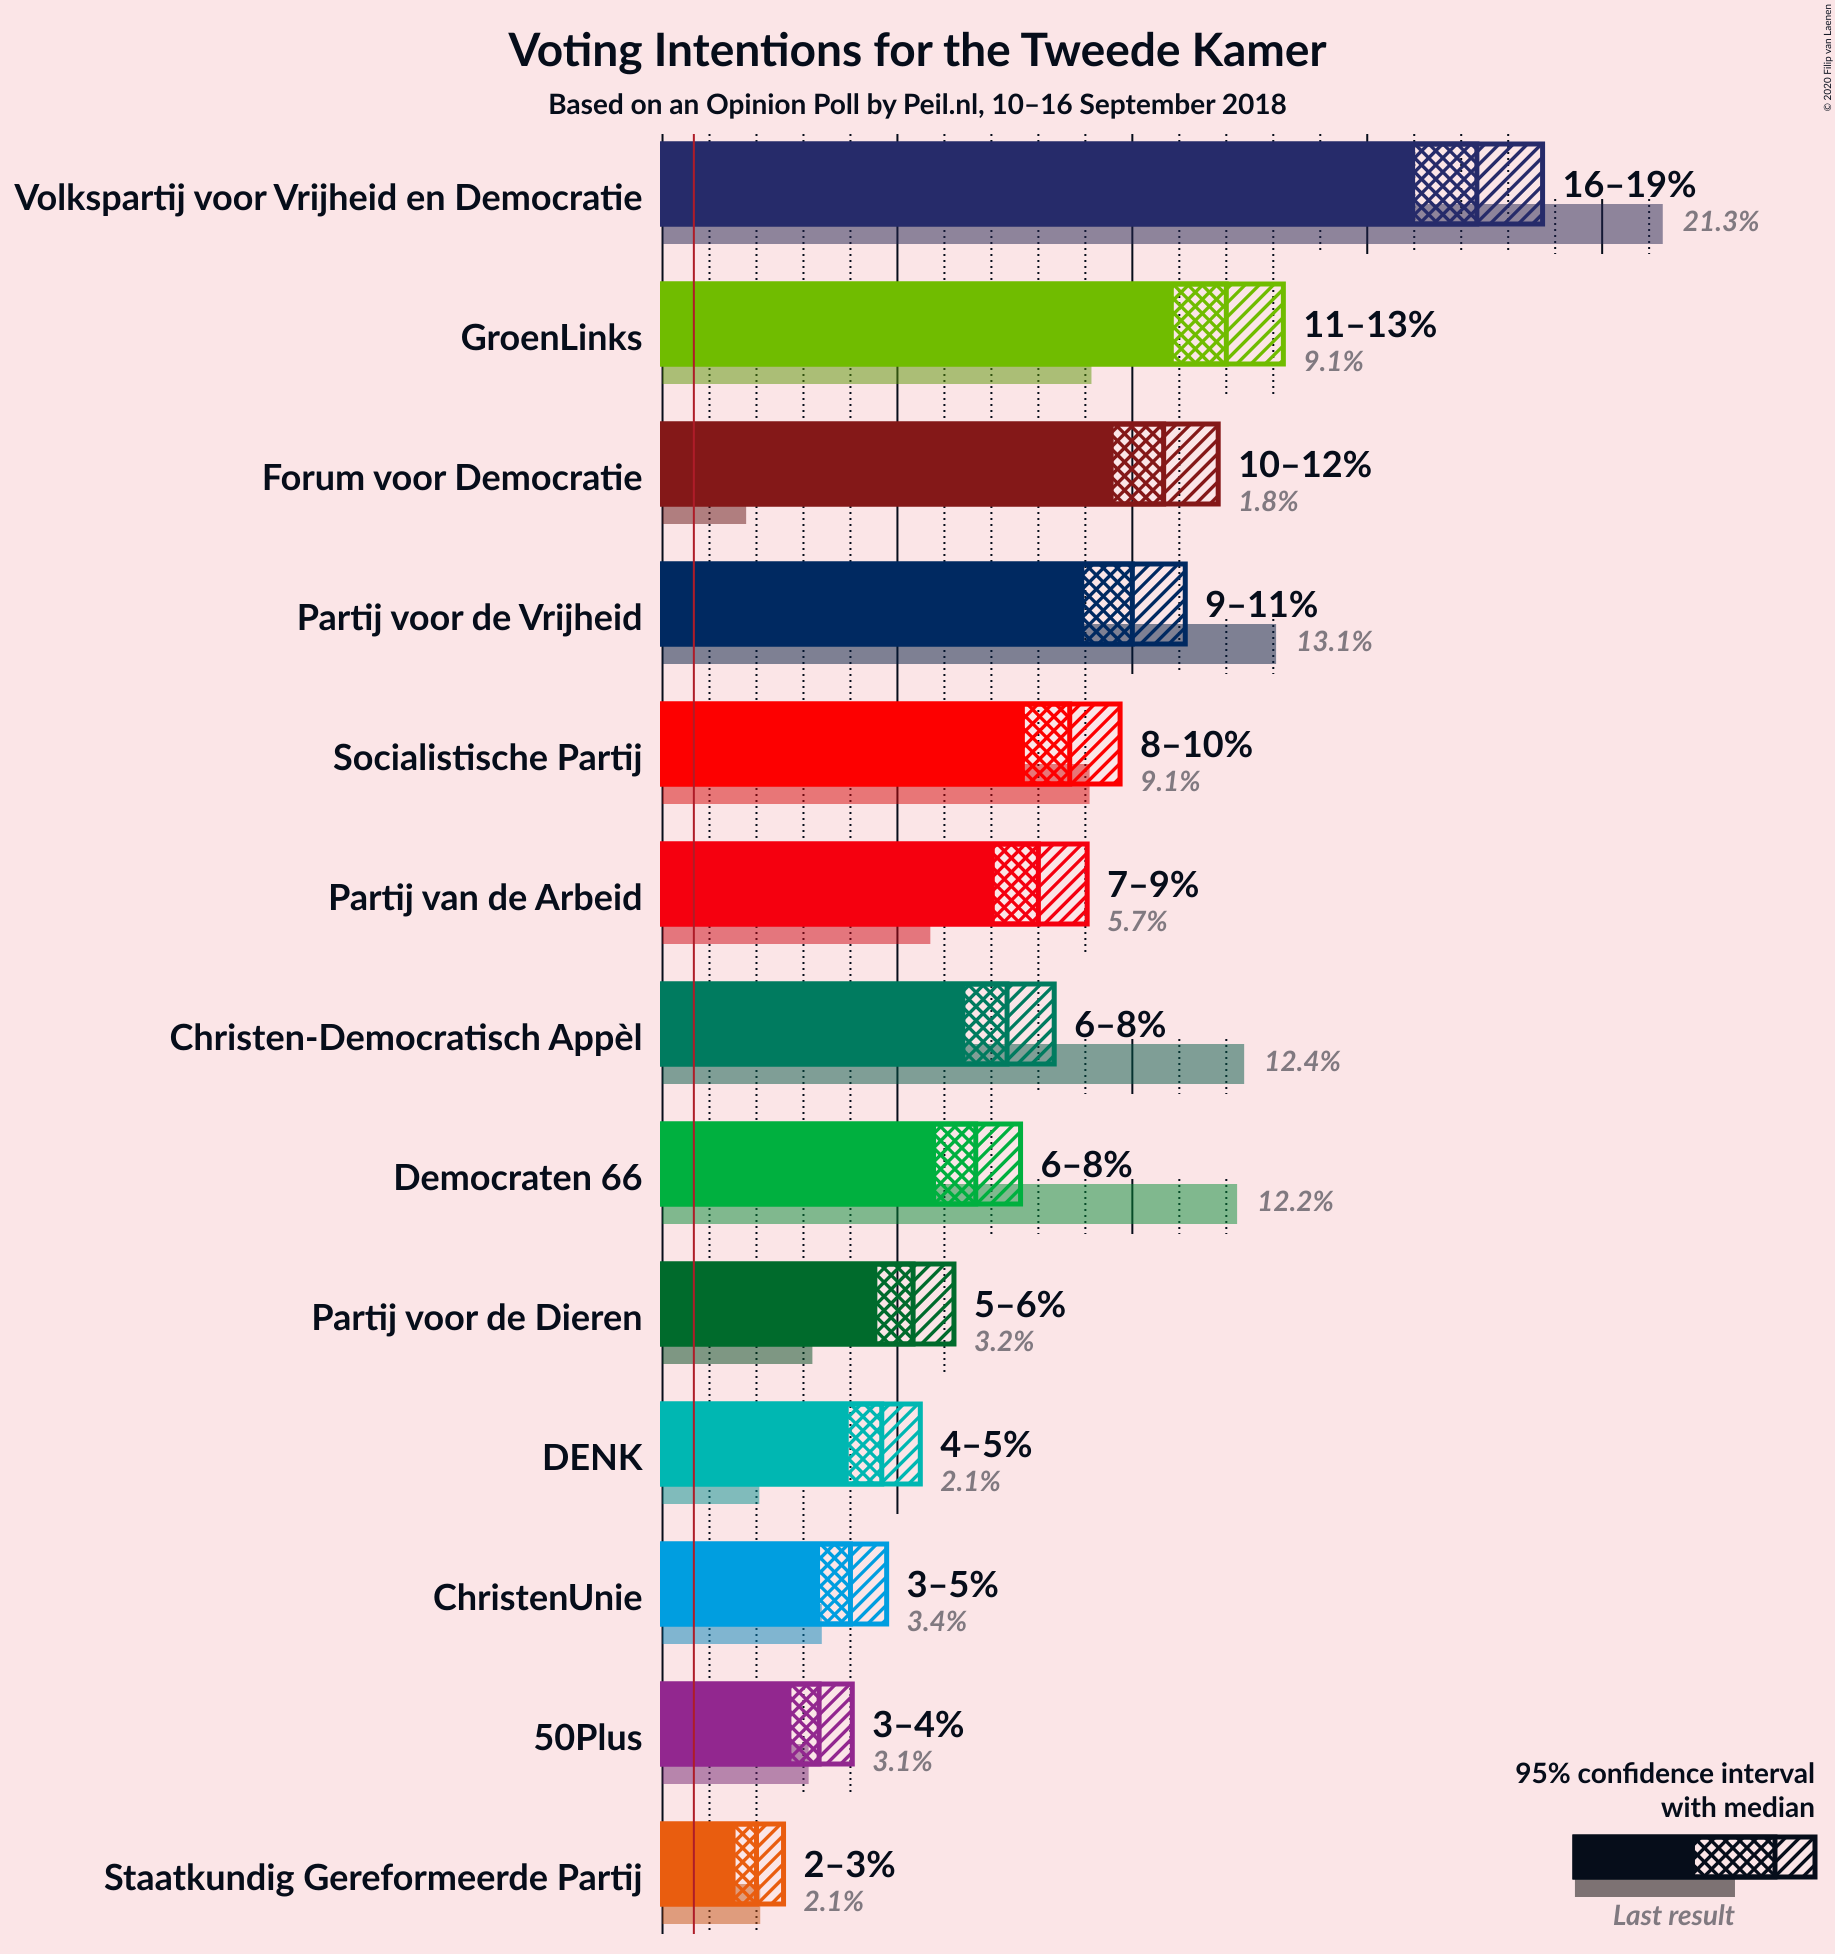 Voting Intentions for the Tweede Kamer
Based on an Opinion Poll by Peil.nl, 10–16 September 2018
© 2020 Filip van Laenen
Volkspartij voor Vrijheid en Democratie
16–19%
21.3%
GroenLinks
11–13%
9.1%
Forum voor Democratie
10–12%
1.8%
Partij voor de Vrijheid
9–11%
13.1%
Socialistische Partij
8–10%
9.1%
Partij van de Arbeid
7–9%
5.7%
Christen-Democratisch Appèl
6–8%
12.4%
Democraten 66
6–8%
12.2%
Partij voor de Dieren
5–6%
3.2%
DENK
4–5%
2.1%
ChristenUnie
3–5%
3.4%
50Plus
3–4%
3.1%
Staatkundig Gereformeerde Partij
2–3%
2.1%
95% confidence interval
with median
Last result